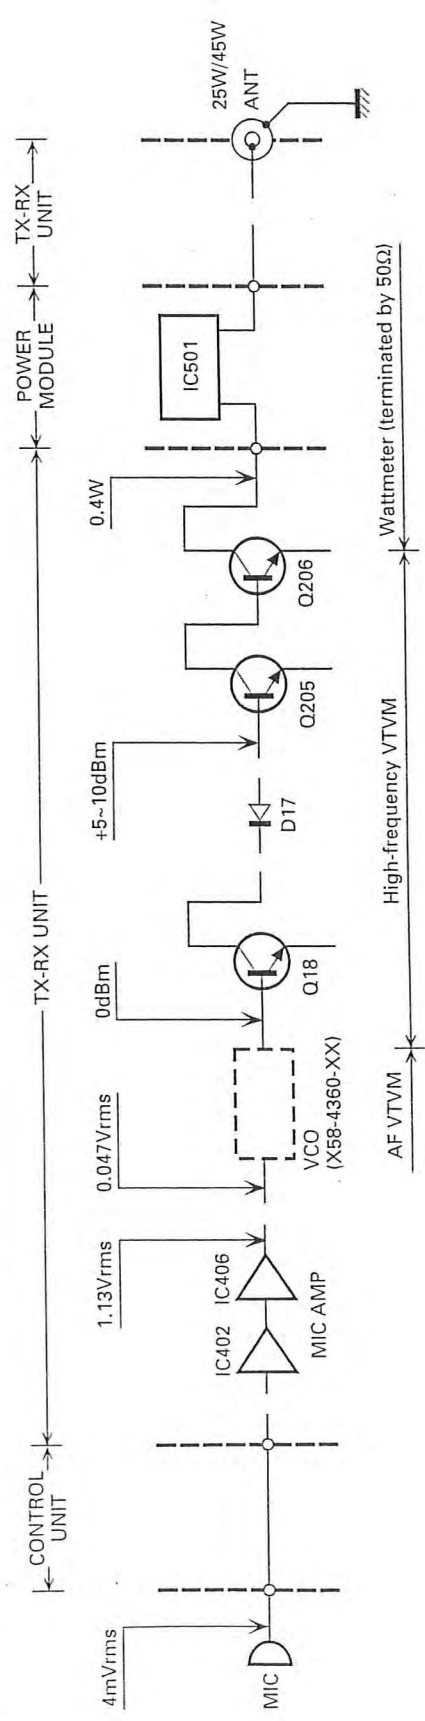 CONTROL
UNIT
TX-RX UNIT
POWER
MODULE
TX-RX
UNIT
4mVrms
1.13Vrms
0.047Vrms
0dBm
+5~10dBm
0.4W
25W/45W
ANT
MIC
IC402
IC406
MIC AMP
VCO
(X58-4360-XX)
Q18
D17
Q205
Q206
IC501
AF VTVM
High-frequency VTVM
Wattmeter (terminated by 50Ω)